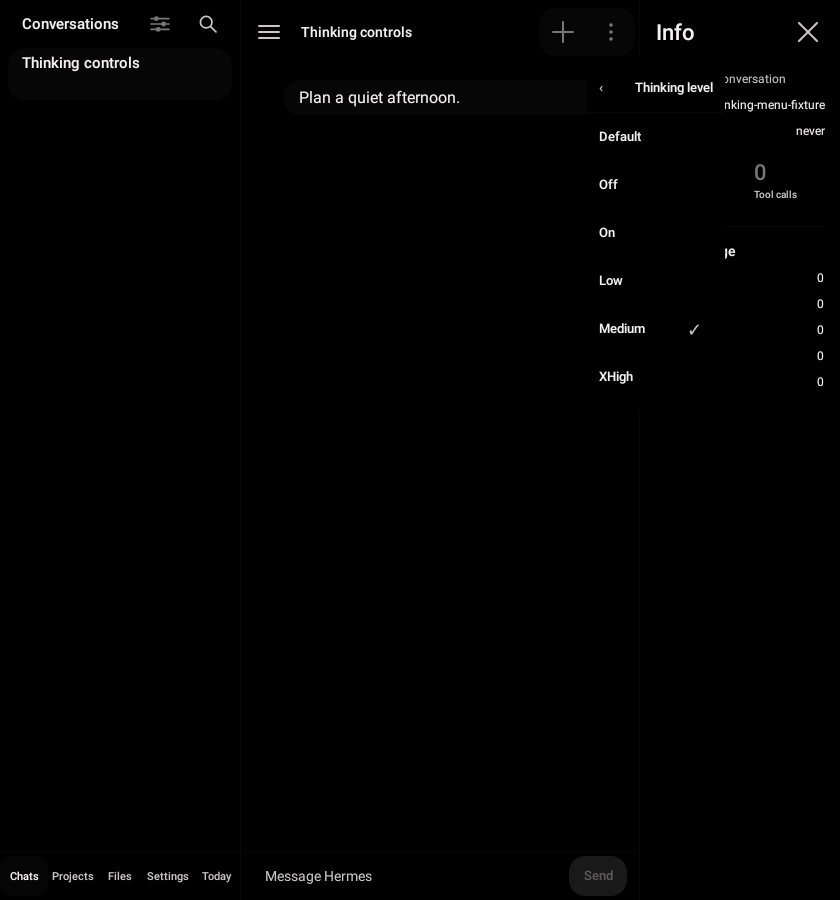 Conversations
Thinking controls
Thinking controls
Plan a quiet afternoon.
‹ Thinking level
Default
Off
On
Low
Medium ✓
XHigh
Info
onversation
nking-menu-fixture
never
0
Tool calls
ge
0
0
0
0
0
Chats Projects Files Settings Today
Message Hermes
Send